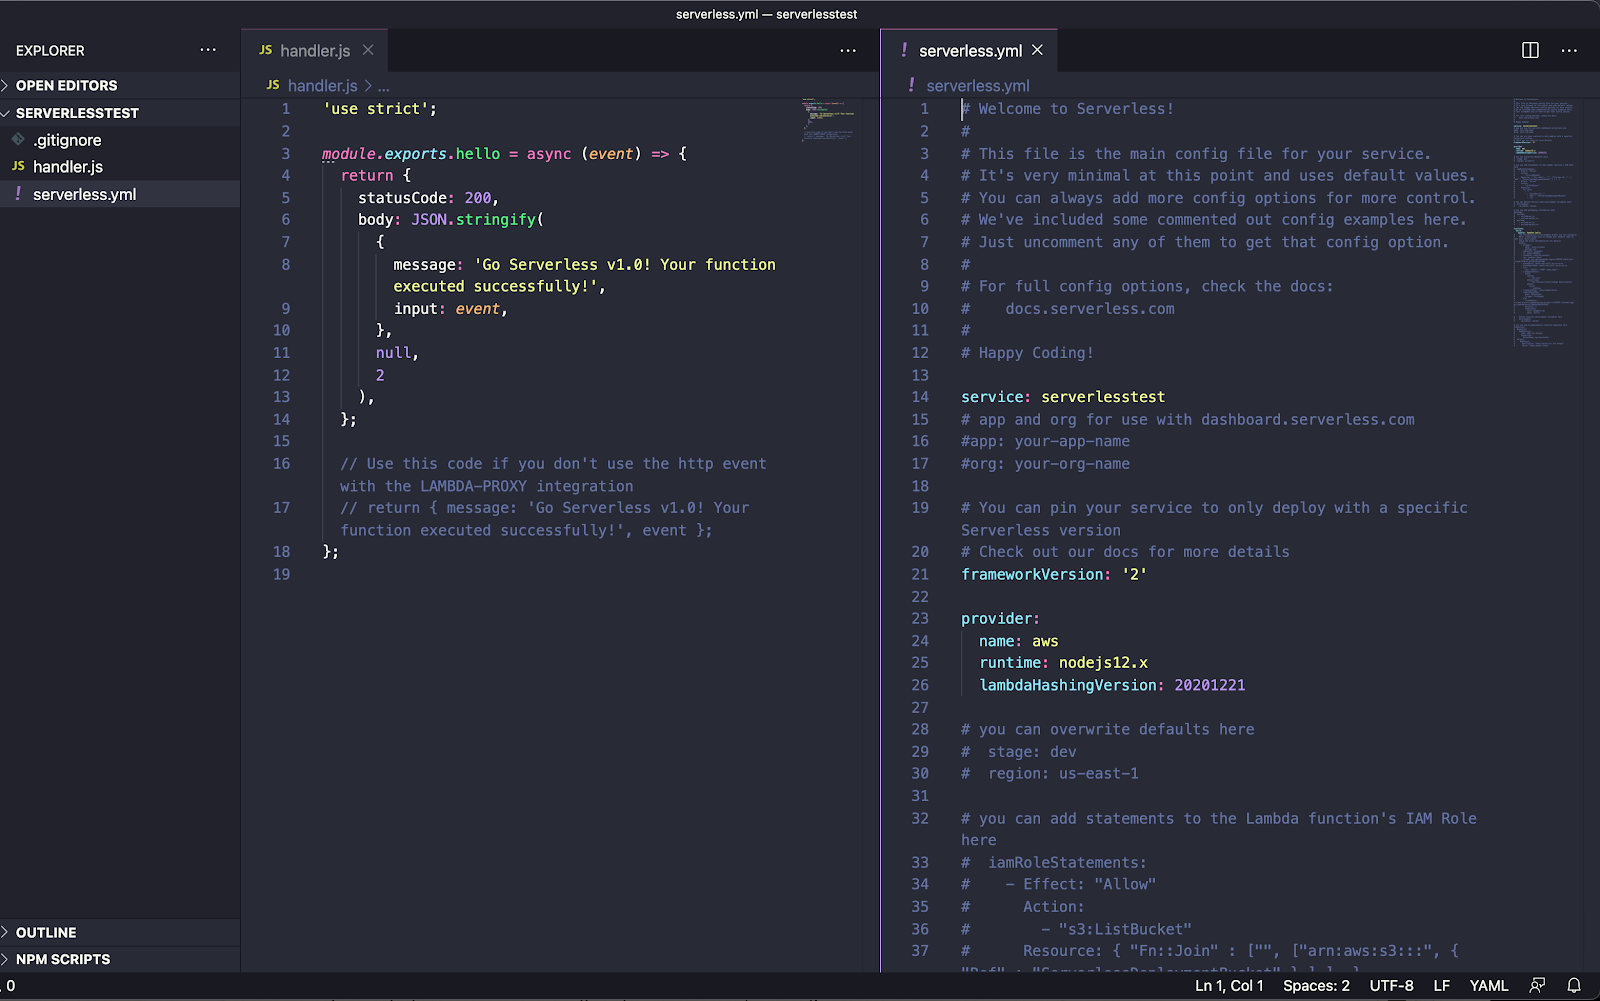 serverless.yml — serverlesstest
EXPLORER
OPEN EDITORS
SERVERLESSTEST
.gitignore
JS handler.js
! serverless.yml
OUTLINE
NPM SCRIPTS
JS handler.js
JS handler.js > ...
1 'use strict';
2
3 module.exports.hello = async (event) => {
4 return {
5 statusCode: 200,
6 body: JSON.stringify(
7 {
8 message: 'Go Serverless v1.0! Your function
executed successfully!',
9 input: event,
10 },
11 null,
12 2
13 ),
14 };
15
16 // Use this code if you don't use the http event
with the LAMBDA-PROXY integration
17 // return { message: 'Go Serverless v1.0! Your
function executed successfully!', event };
18 };
19
! serverless.yml
! serverless.yml
1 # Welcome to Serverless!
2 #
3 # This file is the main config file for your service.
4 # It's very minimal at this point and uses default values.
5 # You can always add more config options for more control.
6 # We've included some commented out config examples here.
7 # Just uncomment any of them to get that config option.
8 #
9 # For full config options, check the docs:
10 # docs.serverless.com
11 #
12 # Happy Coding!
13
14 service: serverlesstest
15 # app and org for use with dashboard.serverless.com
16 #app: your-app-name
17 #org: your-org-name
18
19 # You can pin your service to only deploy with a specific
Serverless version
20 # Check out our docs for more details
21 frameworkVersion: '2'
22
23 provider:
24 name: aws
25 runtime: nodejs12.x
26 lambdaHashingVersion: 20201221
27
28 # you can overwrite defaults here
29 # stage: dev
30 # region: us-east-1
31
32 # you can add statements to the Lambda function's IAM Role
here
33 # iamRoleStatements:
34 # - Effect: "Allow"
35 # Action:
36 # - "s3:ListBucket"
37 # Resource: { "Fn::Join" : ["", ["arn:aws:s3:::", {
0
Ln 1, Col 1 Spaces: 2 UTF-8 LF YAML